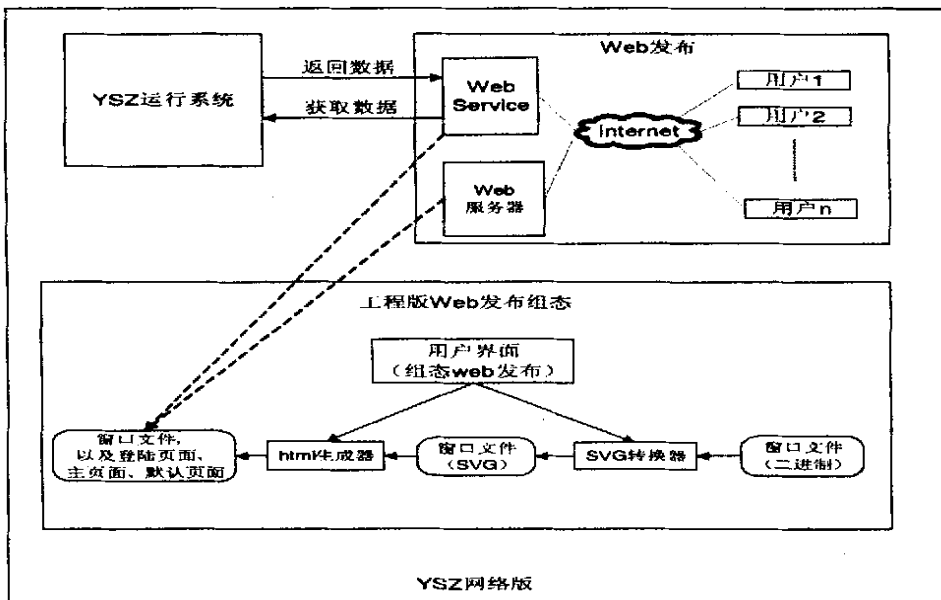 Web发布
返回数据
YSZ运行系统
获取数据
Web
Service
Internet
用户1
用户2
用户n
Web
服务器
工程版Web发布组态
用户界面
（组态web发布）
窗口文件，
以及登陆页面、
主页面、默认页面
html生成器
窗口文件
（SVG）
SVG转换器
窗口文件
（二进制）
YSZ网络版